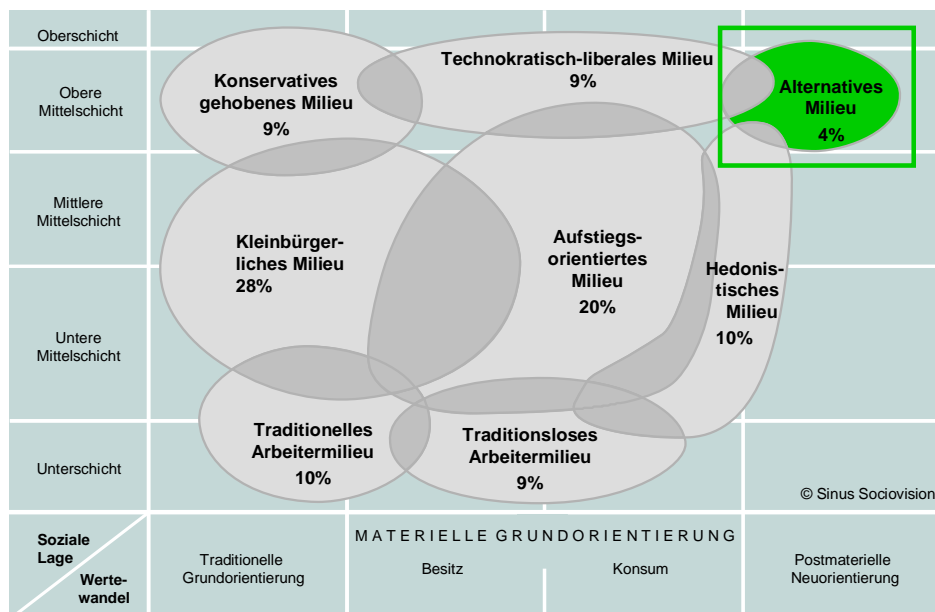 Oberschicht
Technokratisch-liberales Milieu
9%
Konservatives
gehobenes Milieu
9%
Obere
Mittelschicht
Alternatives
Milieu
4%
Mittlere
Mittelschicht
Kleinbürger-
liches Milieu
28%
Aufstiegs-
orientiertes
Milieu
20%
Hedonis-
tisches
Milieu
10%
Untere
Mittelschicht
Traditionelles
Arbeitermilieu
10%
Traditionsloses
Arbeitermilieu
9%
Unterschicht
© Sinus Sociovision
Soziale
Lage
Werte-
wandel
Traditionelle
Grundorientierung
MATERIELLE GRUNDORIENTIERUNG
Besitz
Konsum
Postmaterielle
Neuorientierung